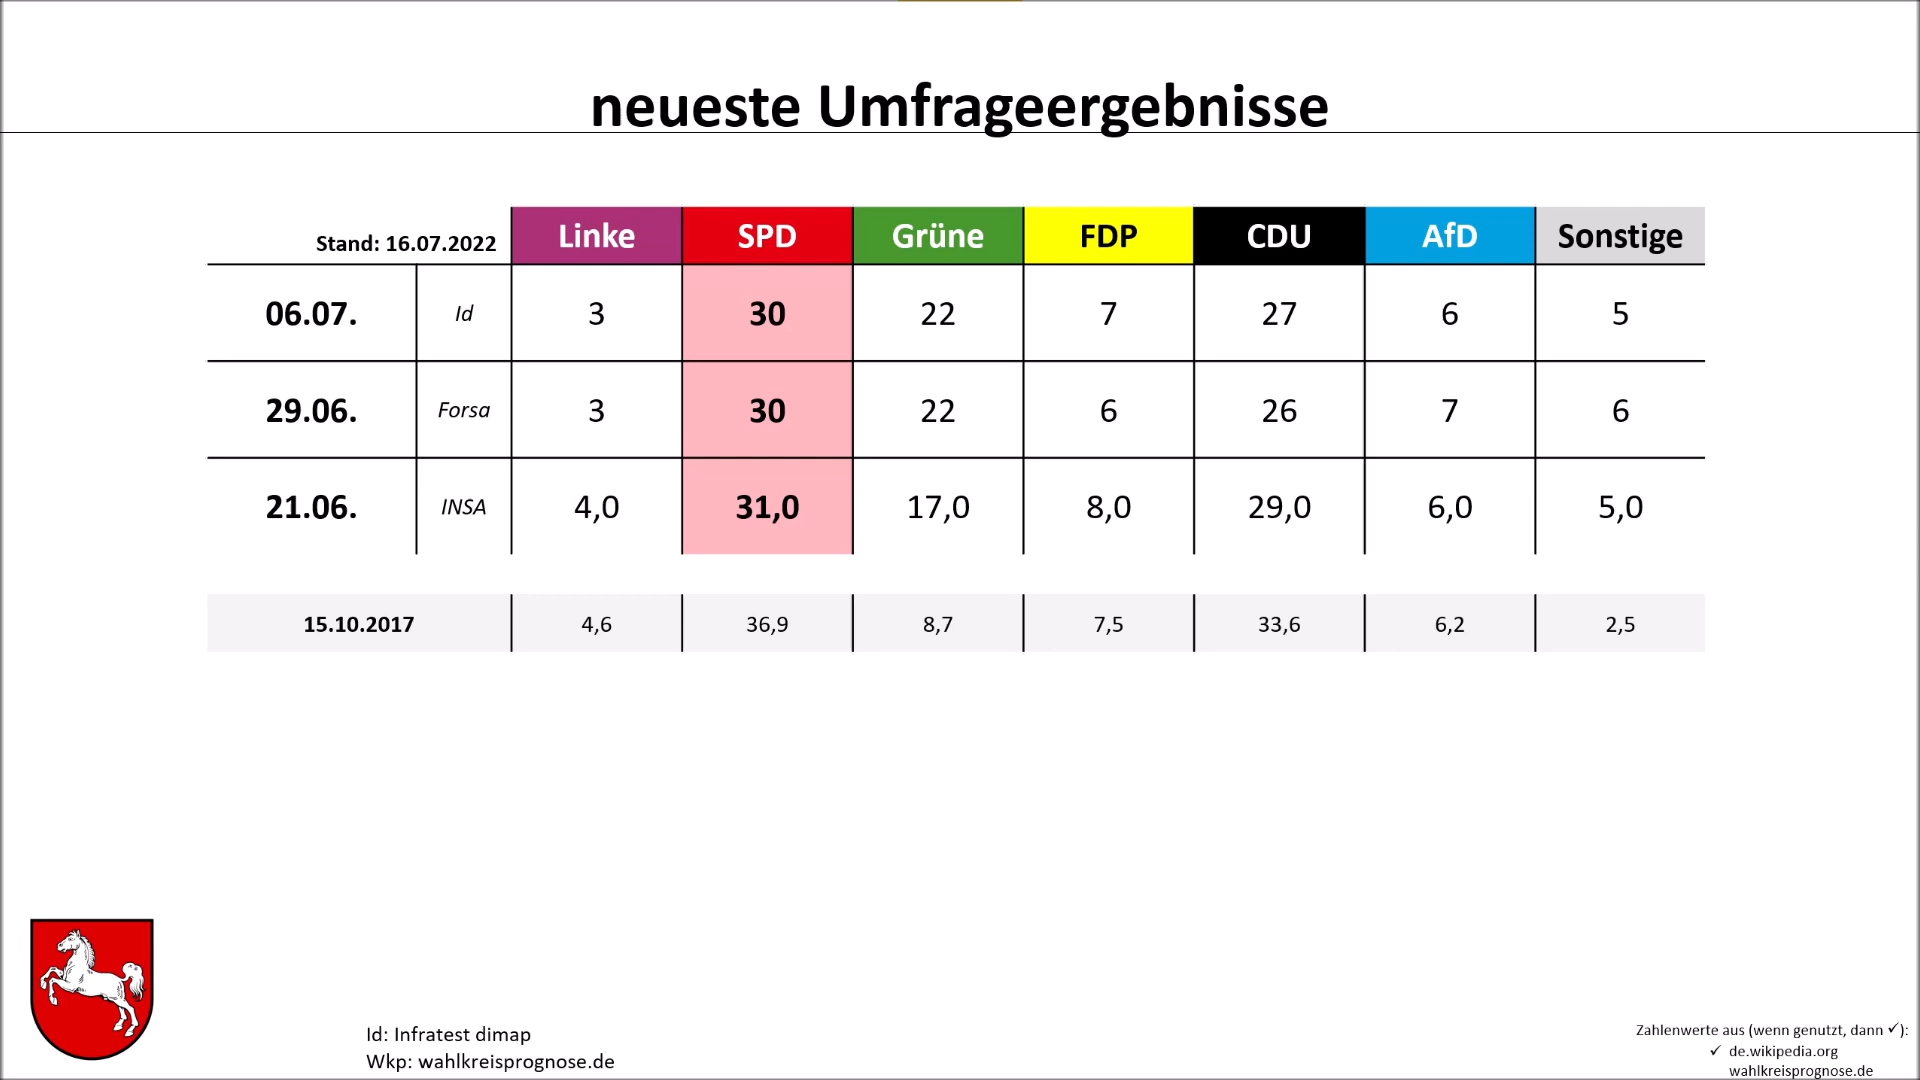 neueste Umfrageergebnisse
Stand: 16.07.2022 Linke SPD Grüne FDP CDU AfD Sonstige
06.07. Id 3 30 22 7 27 6 5
29.06. Forsa 3 30 22 6 26 7 6
21.06. INSA 4,0 31,0 17,0 8,0 29,0 6,0 5,0
15.10.2017 4,6 36,9 8,7 7,5 33,6 6,2 2,5
Id: Infratest dimap
Wkp: wahlkreisprognose.de
Zahlenwerte aus (wenn genutzt, dann ✓):
✓ de.wikipedia.org
wahlkreisprognose.de